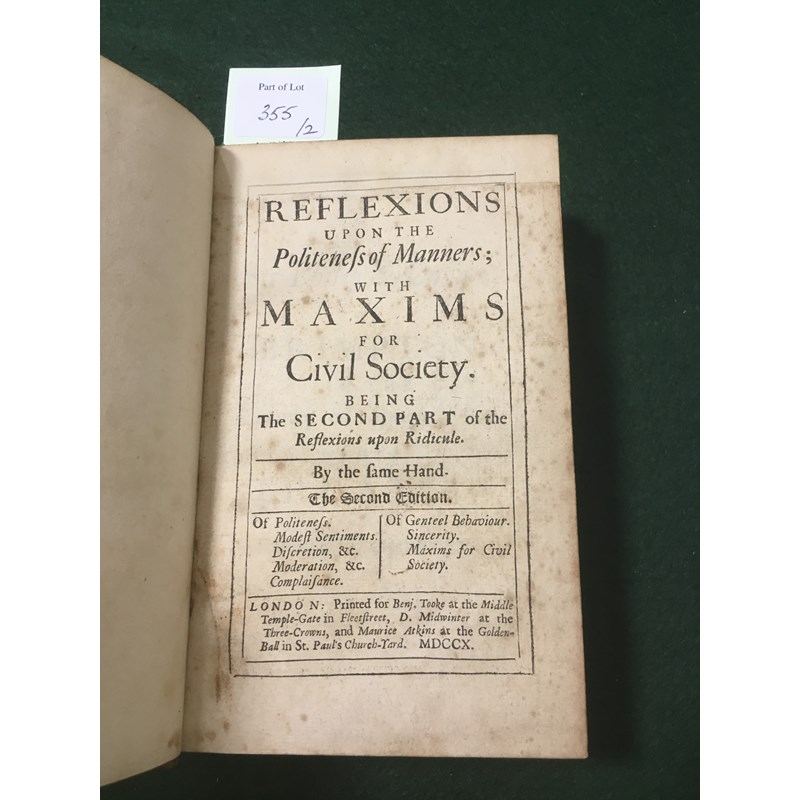 Part of Lot
355
/2
REFLEXIONS
UPON THE
Politeneſs of Manners;
WITH
MAXIMS
FOR
Civil Society.
BEING
The SECOND PART of the
Reflexions upon Ridicule.
By the ſame Hand.
The Second Edition.
Of Politeneſs.
Modeſt Sentiments.
Diſcretion, &c.
Moderation, &c.
Complaiſance.
Of Genteel Behaviour.
Sincerity.
Maxims for Civil
Society.
LONDON: Printed for Benj. Tooke at the Middle
Temple-Gate in Fleetſtreet, D. Midwinter at the
Three-Crowns, and Maurice Atkins at the Golden-
Ball in St. Paul's Church-Yard. MDCCX.